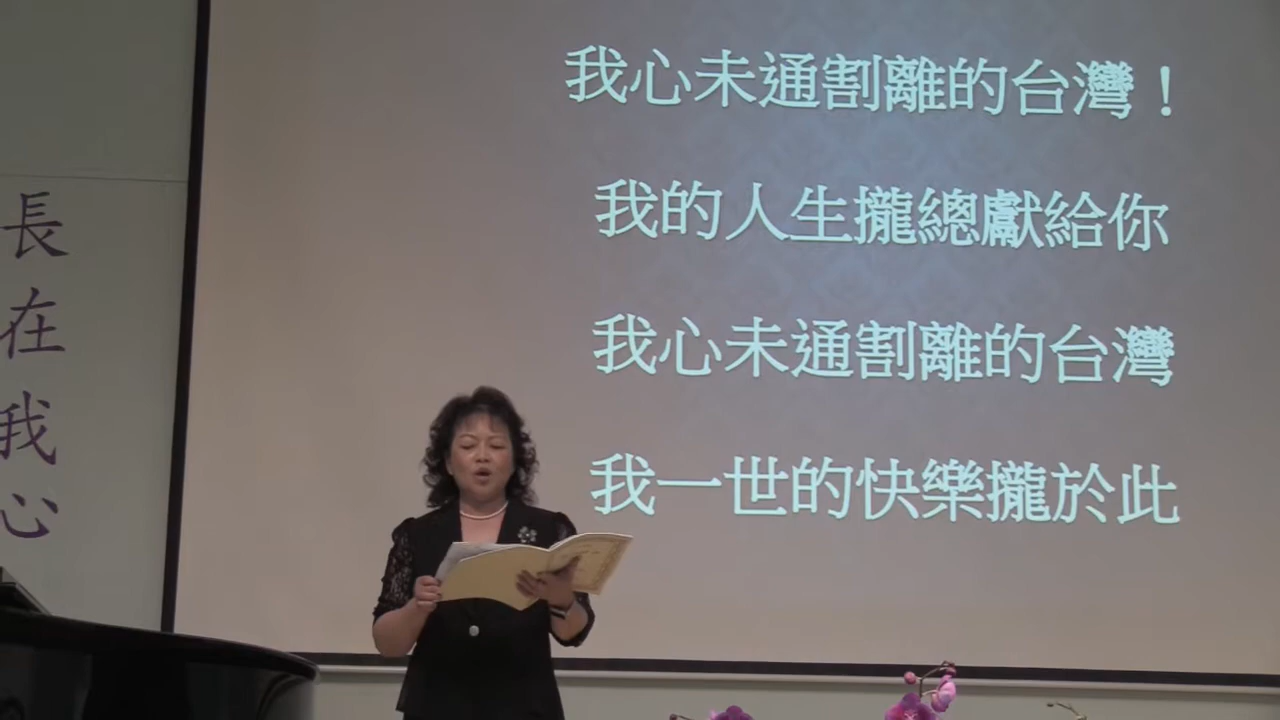 我心未通割離的台灣！
我的人生攏總獻給你
我心未通割離的台灣
我一世的快樂攏於此
長在我心